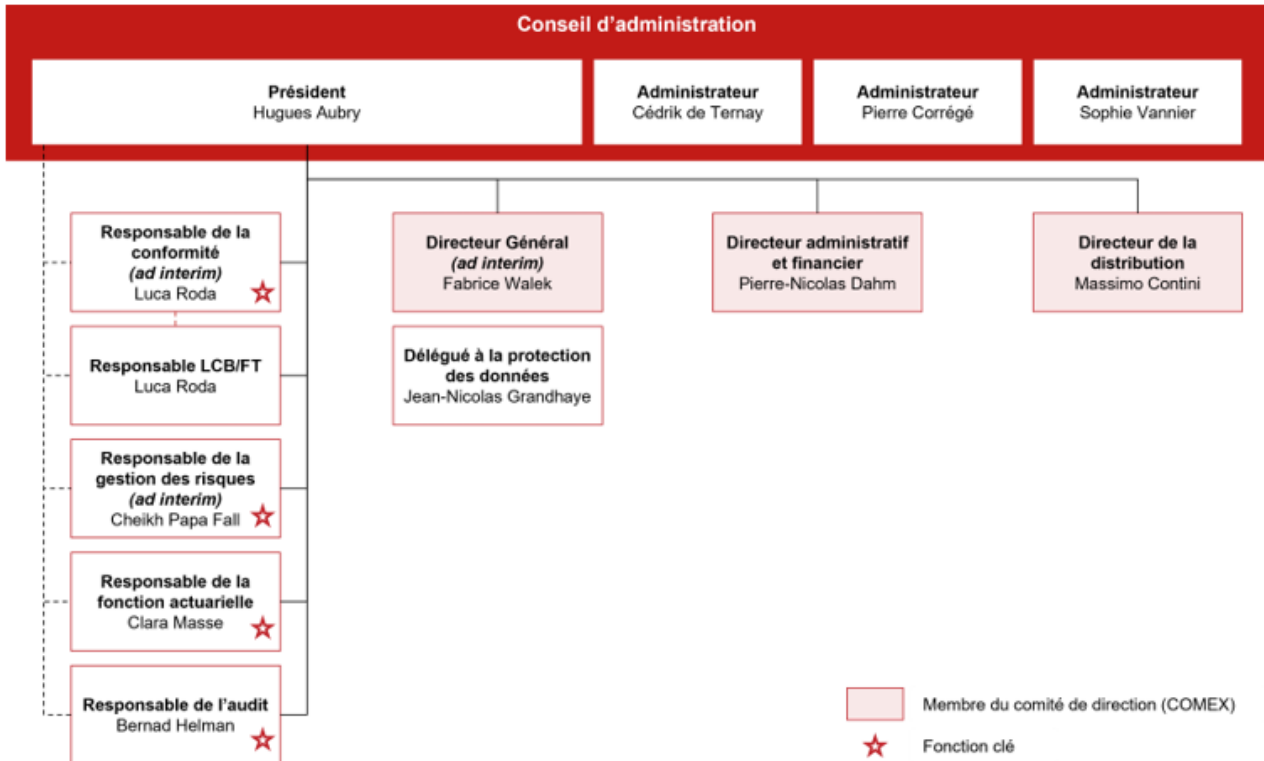 Conseil d'administration
Président
Hugues Aubry
Administrateur
Cédrik de Ternay
Administrateur
Pierre Corrégé
Administrateur
Sophie Vannier
Responsable de la
conformité
(ad interim)
Luca Roda
Directeur Général
(ad interim)
Fabrice Walek
Directeur administratif
et financier
Pierre-Nicolas Dahm
Directeur de la
distribution
Massimo Contini
Responsable LCB/FT
Luca Roda
Délégué à la protection
des données
Jean-Nicolas Grandhaye
Responsable de la
gestion des risques
(ad interim)
Cheikh Papa Fall
Responsable de la
fonction actuarielle
Clara Masse
Responsable de l'audit
Bernad Helman
Membre du comité de direction (COMEX)
Fonction clé